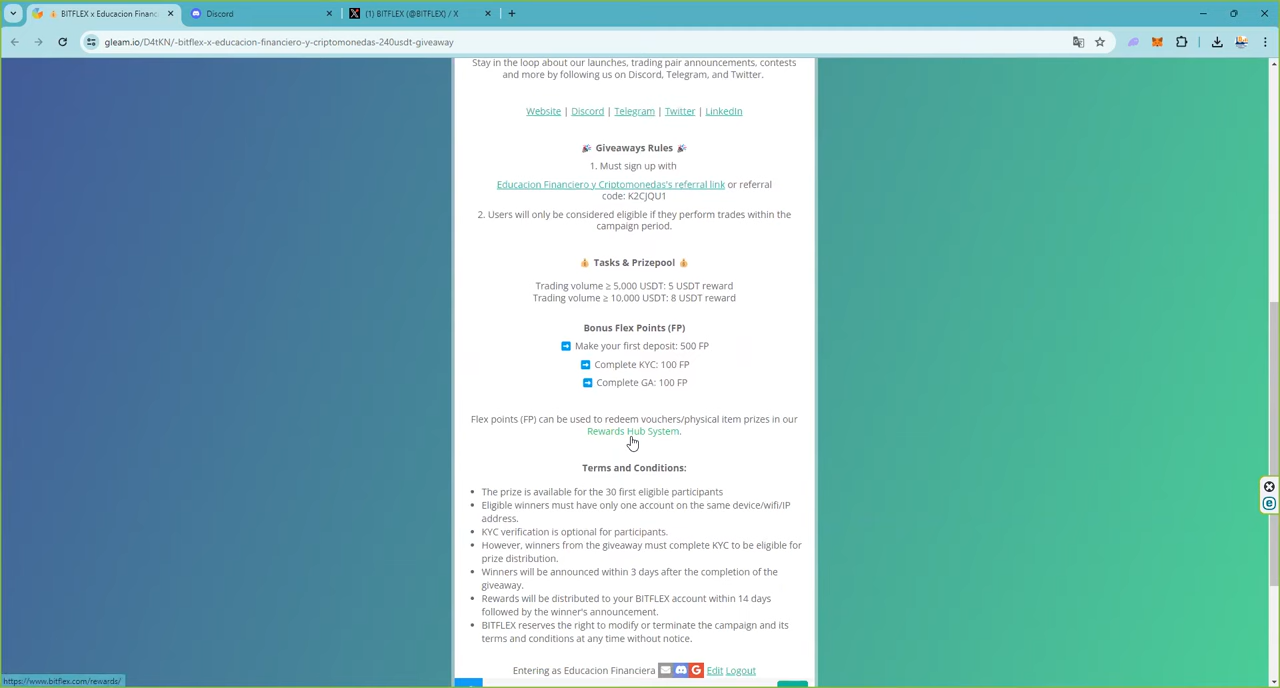 BITFLEX x Educacion Financ
Discord
(1) BITFLEX (@BITFLEX) / X
gleam.io/D4tKN/-bitflex-x-educacion-financiero-y-criptomonedas-240usdt-giveaway
Stay in the loop about our launches, trading pair announcements, contests
and more by following us on Discord, Telegram, and Twitter.
Website | Discord | Telegram | Twitter | LinkedIn
🎉 Giveaways Rules 🎉
1. Must sign up with
Educacion Financiero y Criptomonedas's referral link or referral
code: K2CJQU1
2. Users will only be considered eligible if they perform trades within the
campaign period.
💰 Tasks & Prizepool 💰
Trading volume ≥ 5,000 USDT: 5 USDT reward
Trading volume ≥ 10,000 USDT: 8 USDT reward
Bonus Flex Points (FP)
➡️ Make your first deposit: 500 FP
➡️ Complete KYC: 100 FP
➡️ Complete GA: 100 FP
Flex points (FP) can be used to redeem vouchers/physical item prizes in our
Rewards Hub System.
Terms and Conditions:
• The prize is available for the 30 first eligible participants
• Eligible winners must have only one account on the same device/wifi/IP
address.
• KYC verification is optional for participants.
• However, winners from the giveaway must complete KYC to be eligible for
prize distribution.
• Winners will be announced within 3 days after the completion of the
giveaway.
• Rewards will be distributed to your BITFLEX account within 14 days
followed by the winner's announcement.
• BITFLEX reserves the right to modify or terminate the campaign and its
terms and conditions at any time without notice.
Entering as Educacion Financiera Edit Logout
https://www.bitflex.com/rewards/